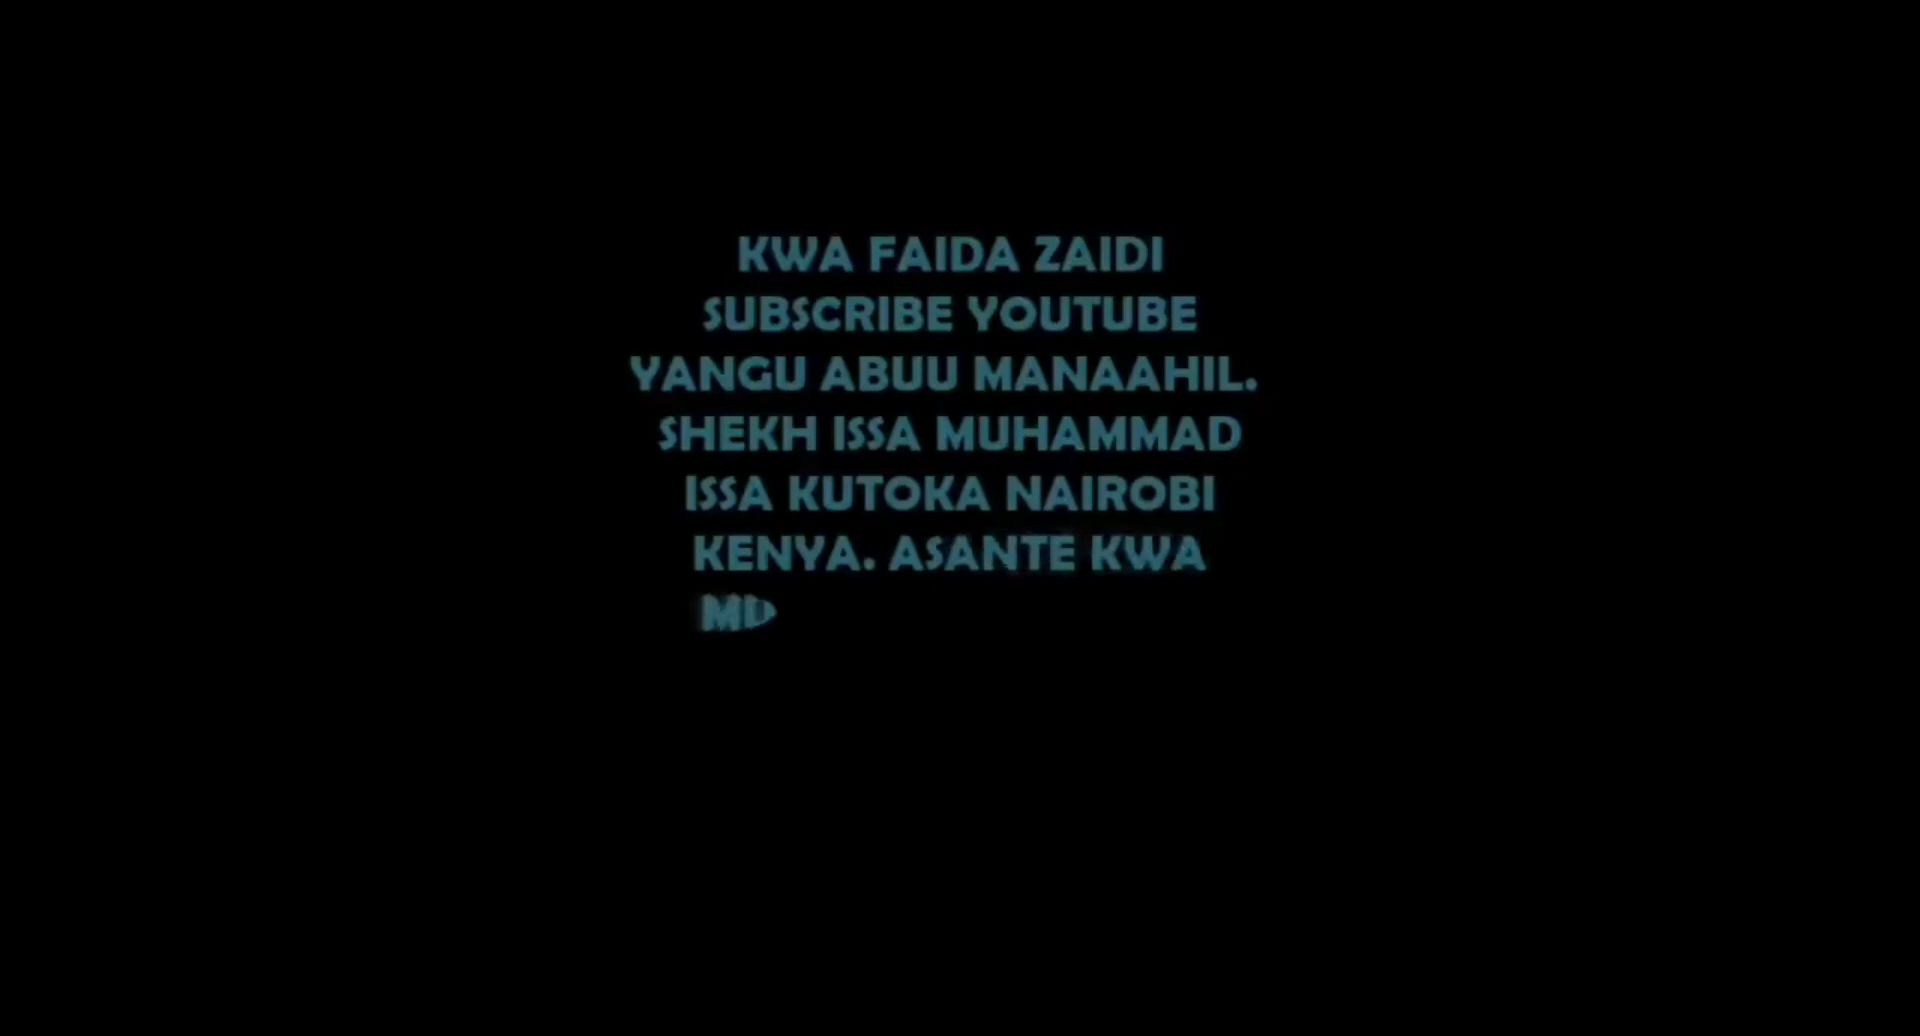 KWA FAIDA ZAIDI
SUBSCRIBE YOUTUBE
YANGU ABUU MANAAHIL.
SHEKH ISSA MUHAMMAD
ISSA KUTOKA NAIROBI
KENYA. ASANTE KWA